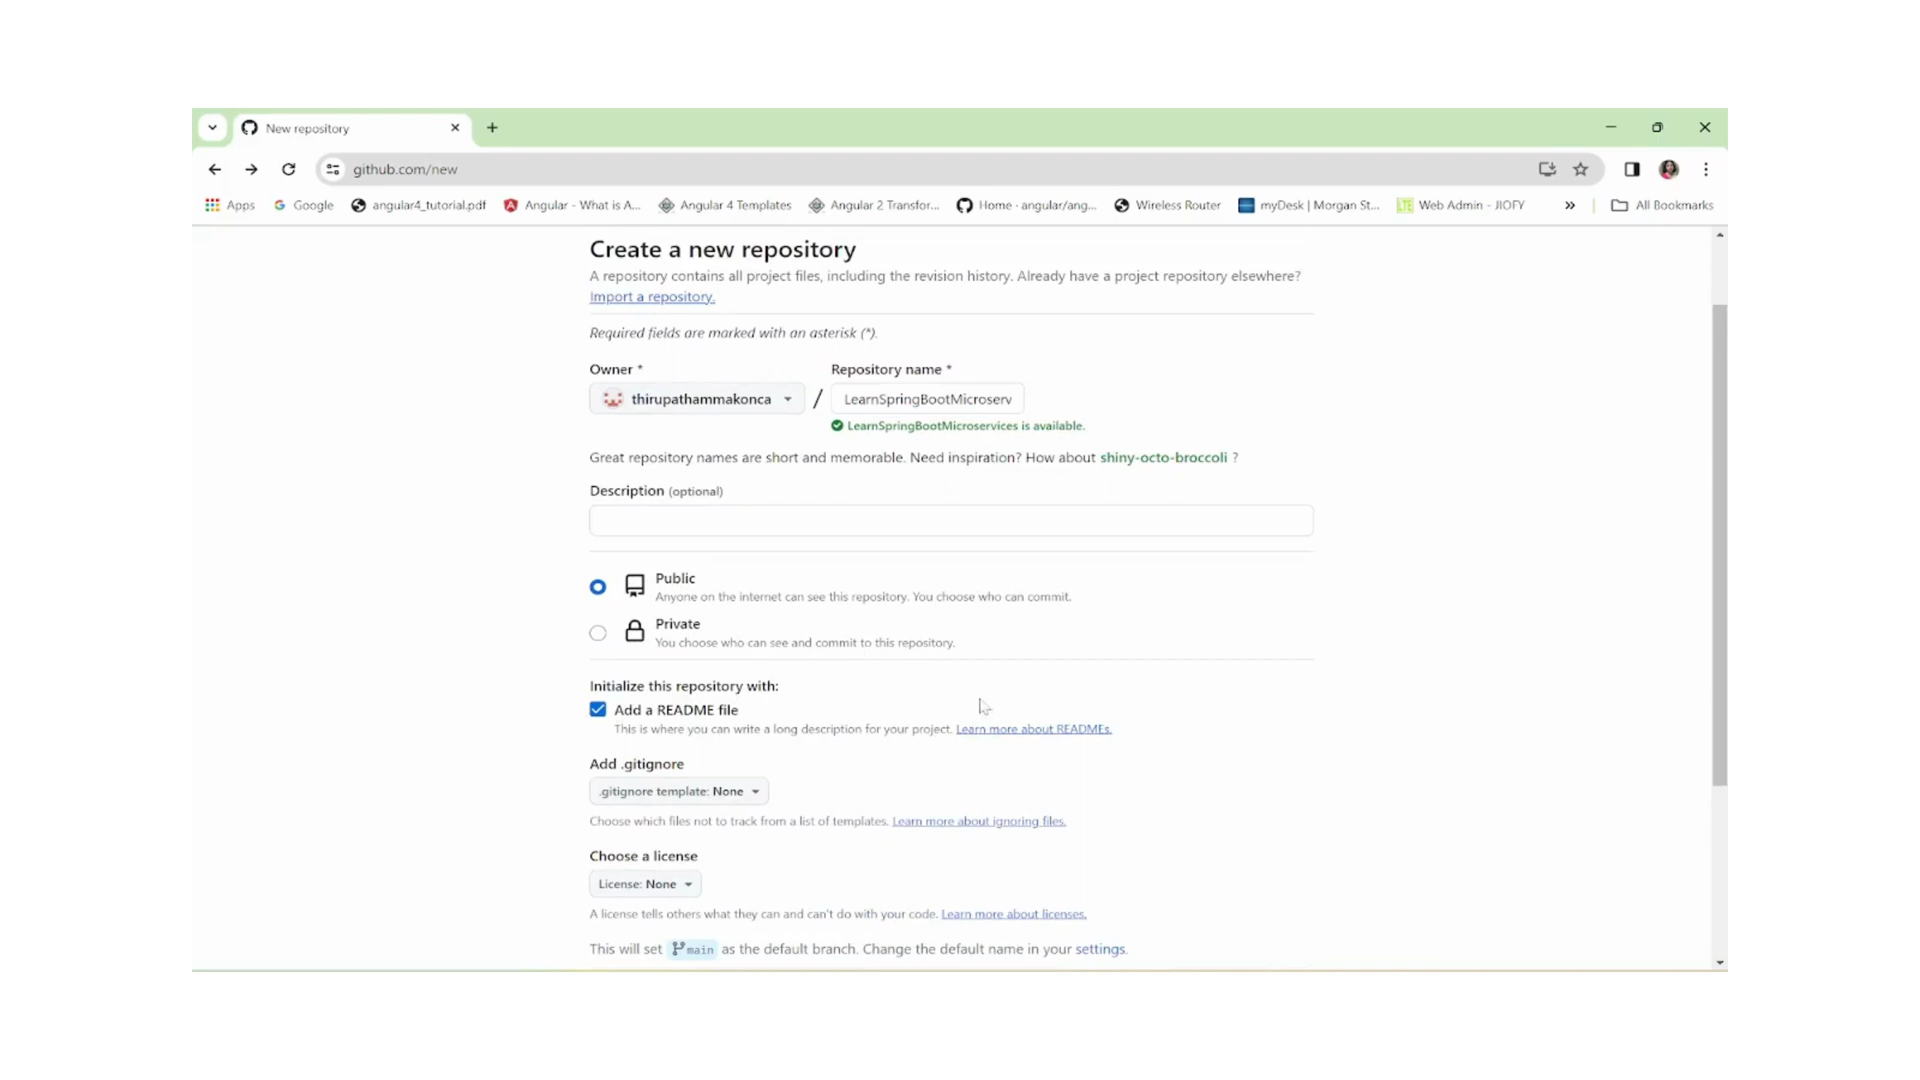 New repository
github.com/new
Apps Google angular4_tutorial.pdf Angular - What is A... Angular 4 Templates Angular 2 Transfor... Home · angular/ang... Wireless Router myDesk | Morgan St... LTE Web Admin - JIOFY » All Bookmarks
Create a new repository
A repository contains all project files, including the revision history. Already have a project repository elsewhere?
Import a repository.
Required fields are marked with an asterisk (*).
Owner * Repository name *
thirupathammakonca / LearnSpringBootMicroserv
LearnSpringBootMicroservices is available.
Great repository names are short and memorable. Need inspiration? How about shiny-octo-broccoli ?
Description (optional)
Public
Anyone on the internet can see this repository. You choose who can commit.
Private
You choose who can see and commit to this repository.
Initialize this repository with:
Add a README file
This is where you can write a long description for your project. Learn more about READMEs.
Add .gitignore
.gitignore template: None
Choose which files not to track from a list of templates. Learn more about ignoring files.
Choose a license
License: None
A license tells others what they can and can't do with your code. Learn more about licenses.
This will set main as the default branch. Change the default name in your settings.